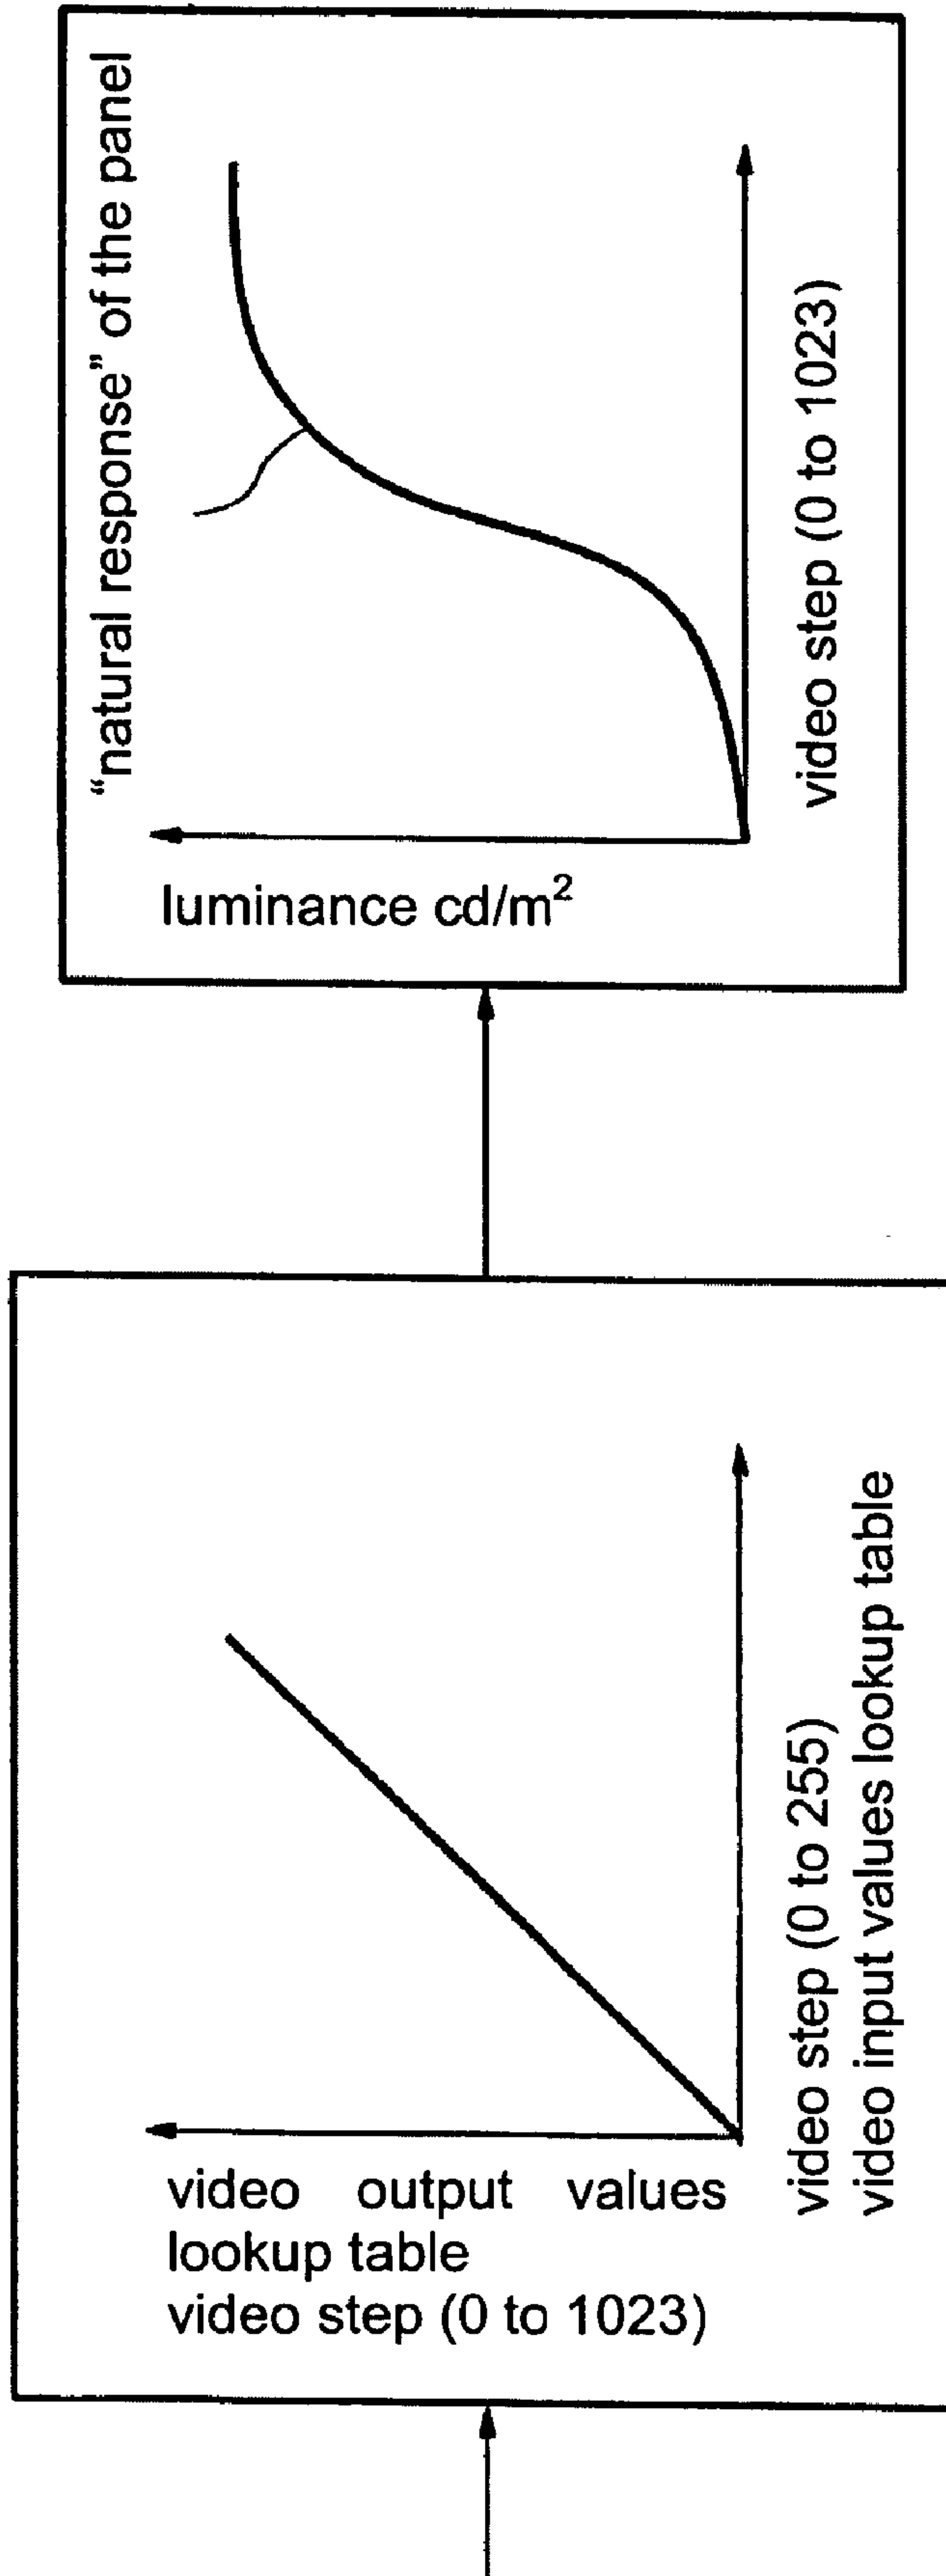 video output values
lookup table
video step (0 to 1023)
video step (0 to 255)
video input values lookup table
“natural response” of the panel
luminance cd/m²
video step (0 to 1023)